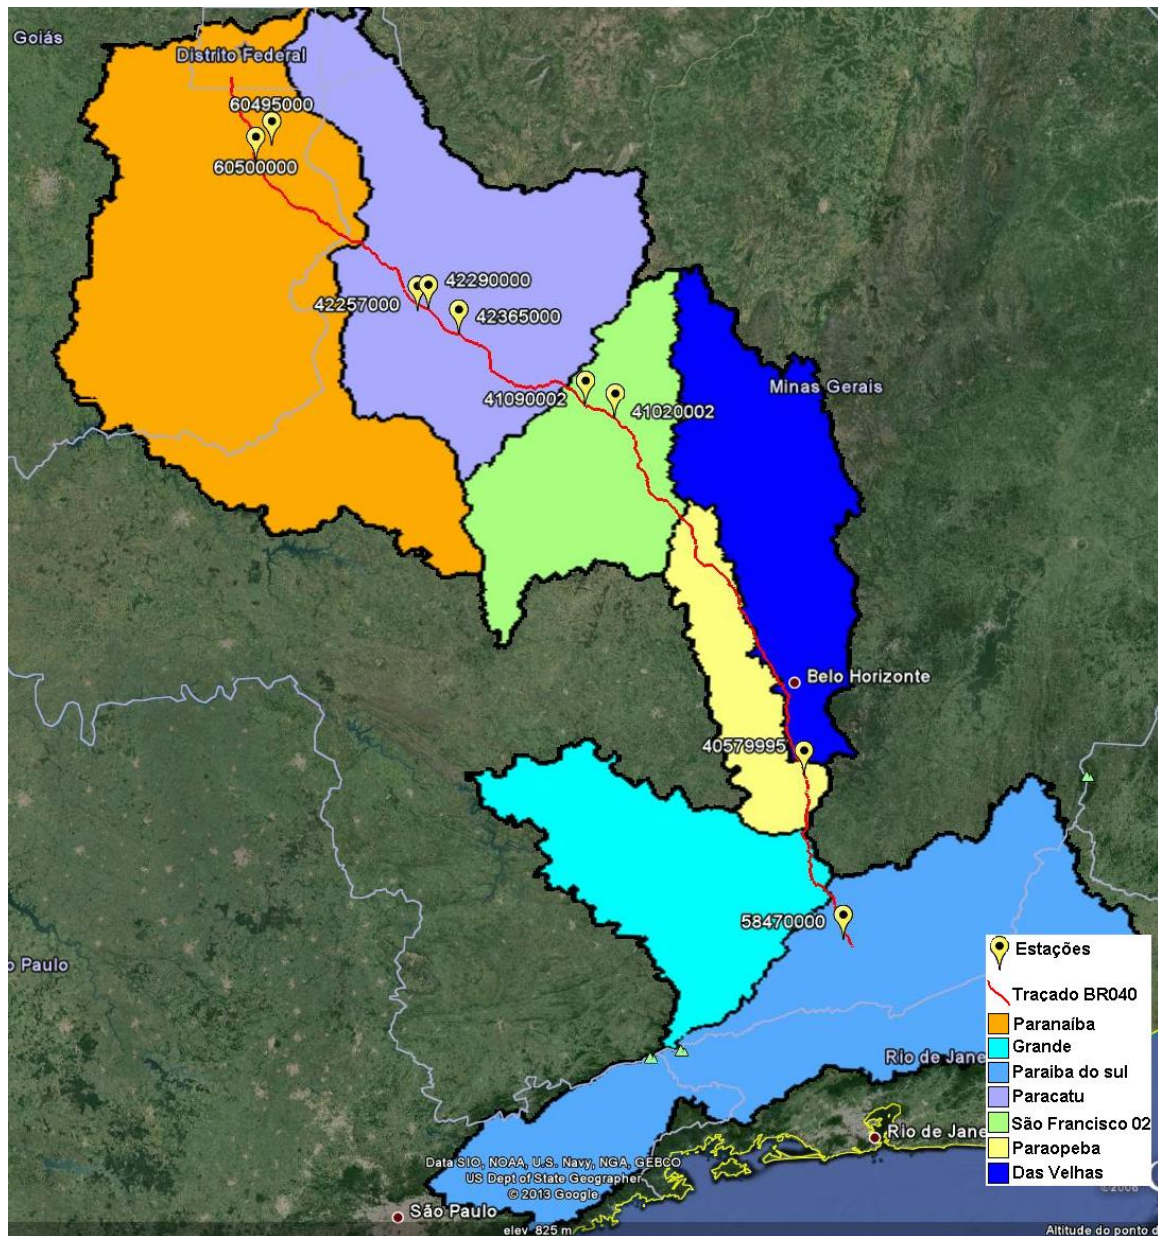 Goiás
Distrito Federal
60495000
60500000
42290000
42257000
42365000
41090002
41020002
Minas Gerais
Belo Horizonte
40579995
58470000
o Paulo
Estações
Traçado BR040
Paranaíba
Grande
Paraiba do sul
Paracatu
São Francisco 02
Paraopeba
Das Velhas
Rio de Jane
Rio de Jane
Data SIO, NOAA, U.S. Navy, NGA, GEBCO
US Dept of State Geographer
© 2013 Google
São Paulo
elev 825 m
Altitude do ponto d